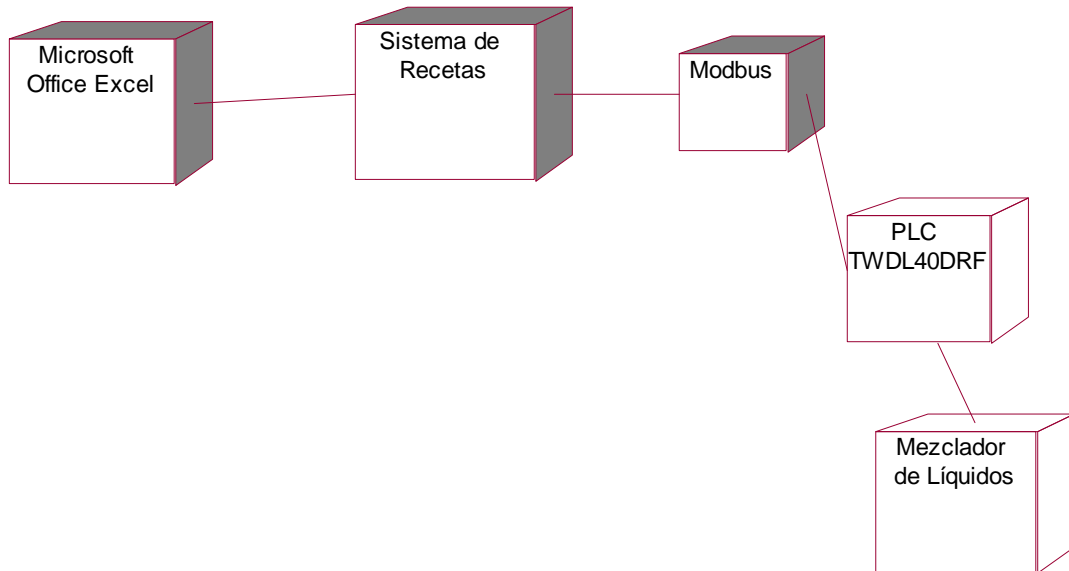 Microsoft
Office Excel
Sistema de
Recetas
Modbus
PLC
TWDL40DRF
Mezclador
de Líquidos